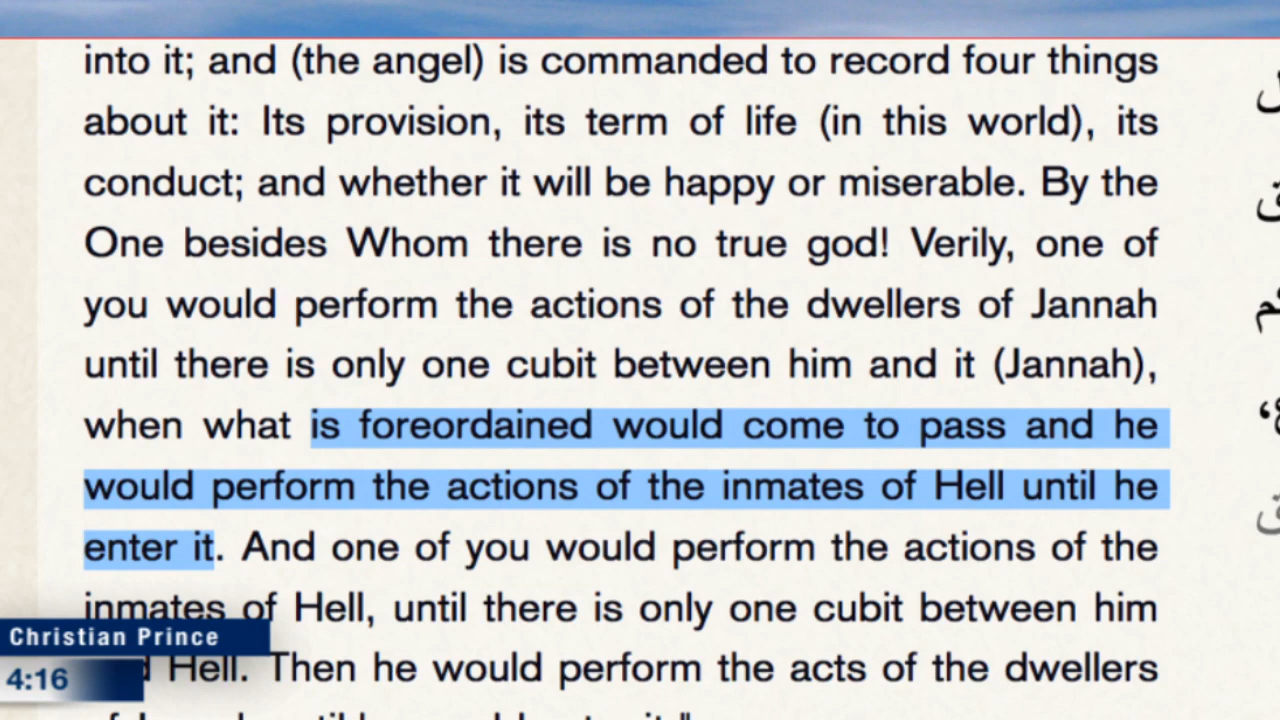 into it; and (the angel) is commanded to record four things
about it: Its provision, its term of life (in this world), its
conduct; and whether it will be happy or miserable. By the
One besides Whom there is no true god! Verily, one of
you would perform the actions of the dwellers of Jannah
until there is only one cubit between him and it (Jannah),
when what is foreordained would come to pass and he
would perform the actions of the inmates of Hell until he
enter it. And one of you would perform the actions of the
inmates of Hell, until there is only one cubit between him
Hell. Then he would perform the acts of the dwellers
Christian Prince
4:16